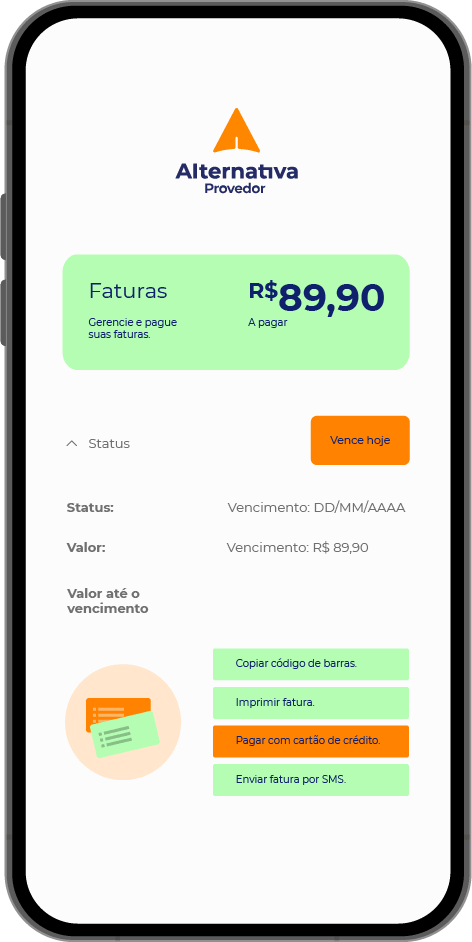 Alternativa
Provedor
Faturas
R$89,90
Gerencie e pague
suas faturas.
A pagar
Status
Vence hoje
Status:
Vencimento: DD/MM/AAAA
Valor:
Vencimento: R$ 89,90
Valor até o
vencimento
Copiar código de barras.
Imprimir fatura.
Pagar com cartão de crédito.
Enviar fatura por SMS.